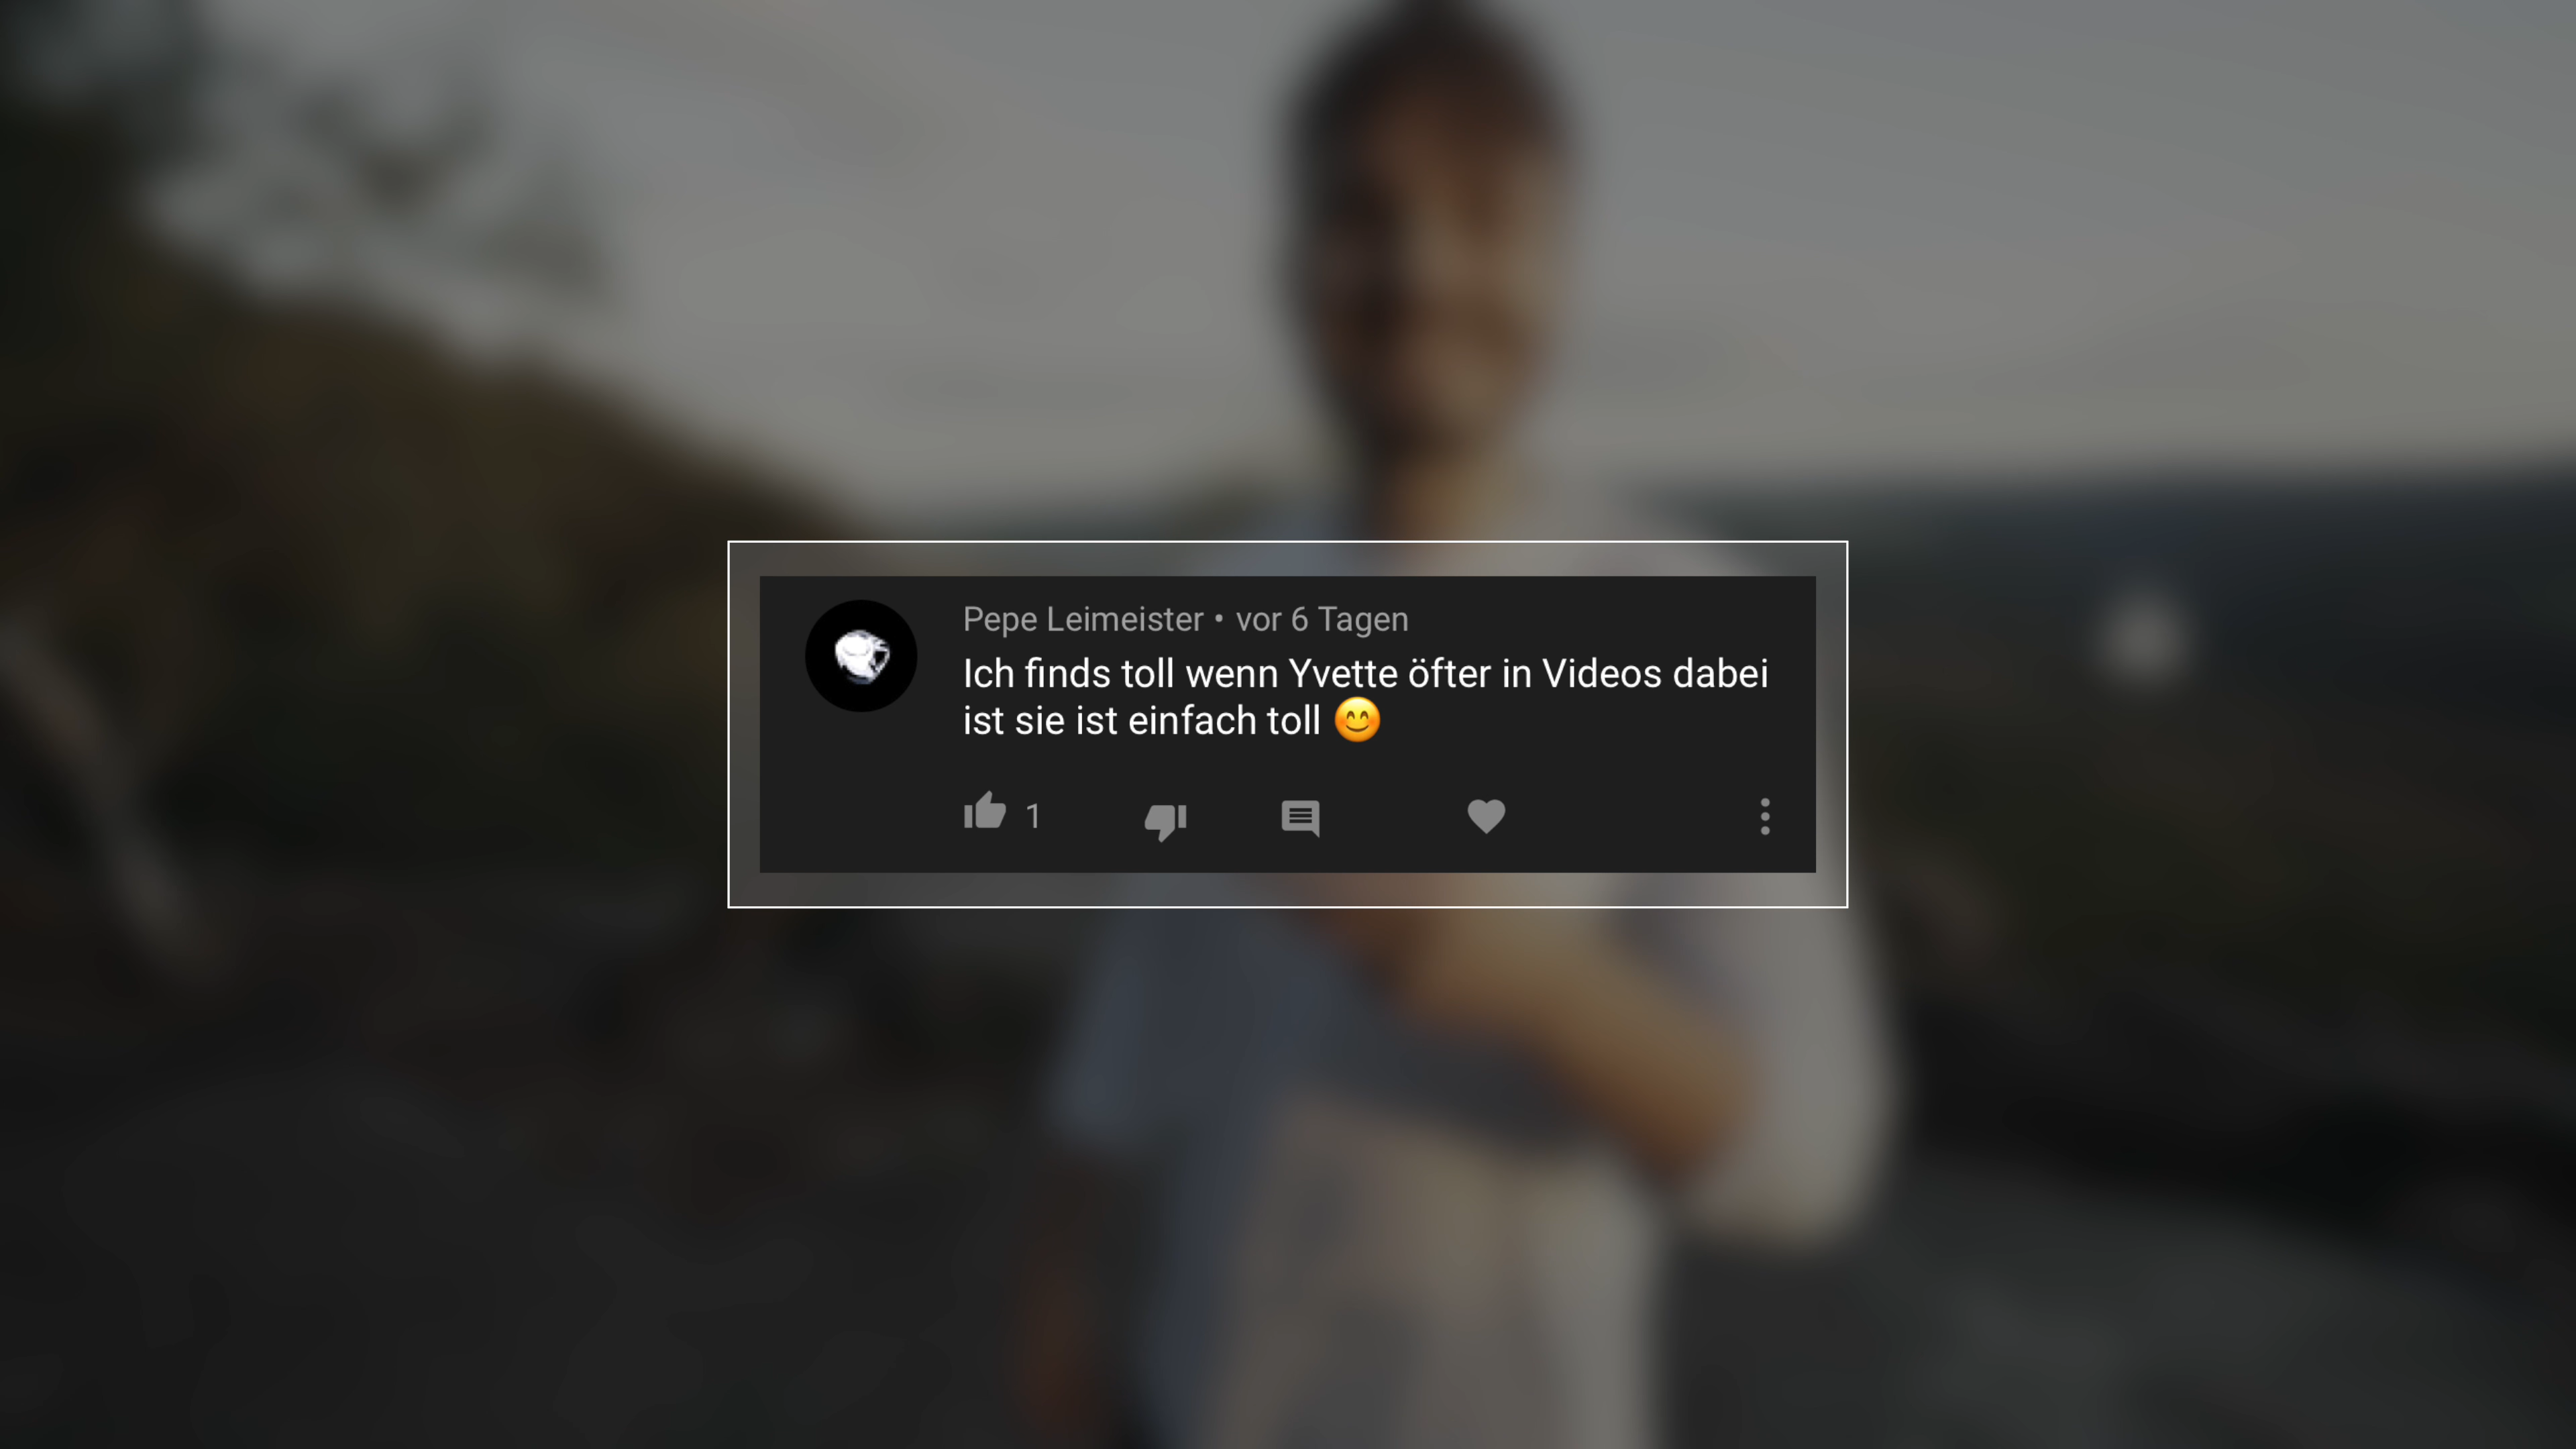 Pepe Leimeister • vor 6 Tagen
Ich finds toll wenn Yvette öfter in Videos dabei
ist sie ist einfach toll 😊
1